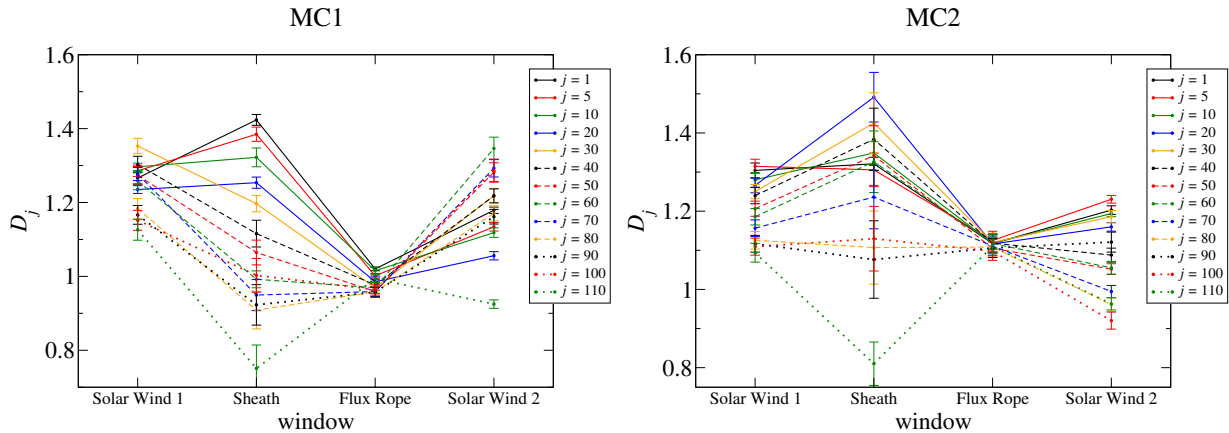 MC1
1.6
1.4
1.2
1
0.8
D_j
Solar Wind 1 Sheath Flux Rope Solar Wind 2
window
j = 1
j = 5
j = 10
j = 20
j = 30
j = 40
j = 50
j = 60
j = 70
j = 80
j = 90
j = 100
j = 110
MC2
1.6
1.4
1.2
1
0.8
D_j
Solar Wind 1 Sheath Flux Rope Solar Wind 2
window
j = 1
j = 5
j = 10
j = 20
j = 30
j = 40
j = 50
j = 60
j = 70
j = 80
j = 90
j = 100
j = 110